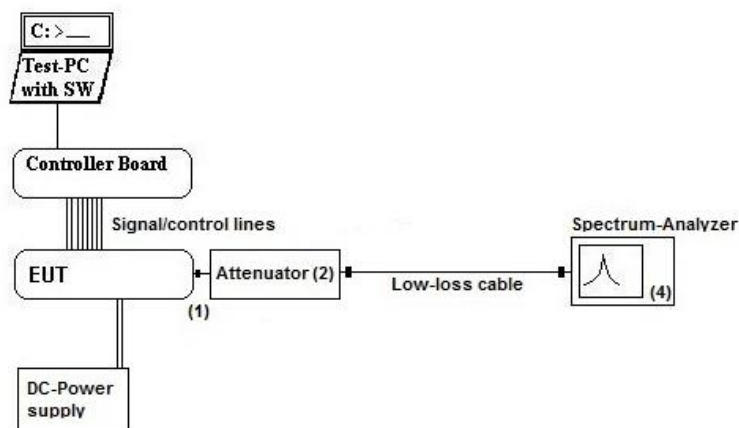 C: >__
Test-PC
with SW
Controller Board
Signal/control lines
Spectrum-Analyzer
EUT
Attenuator (2)
Low-loss cable
(4)
(1)
DC-Power
supply